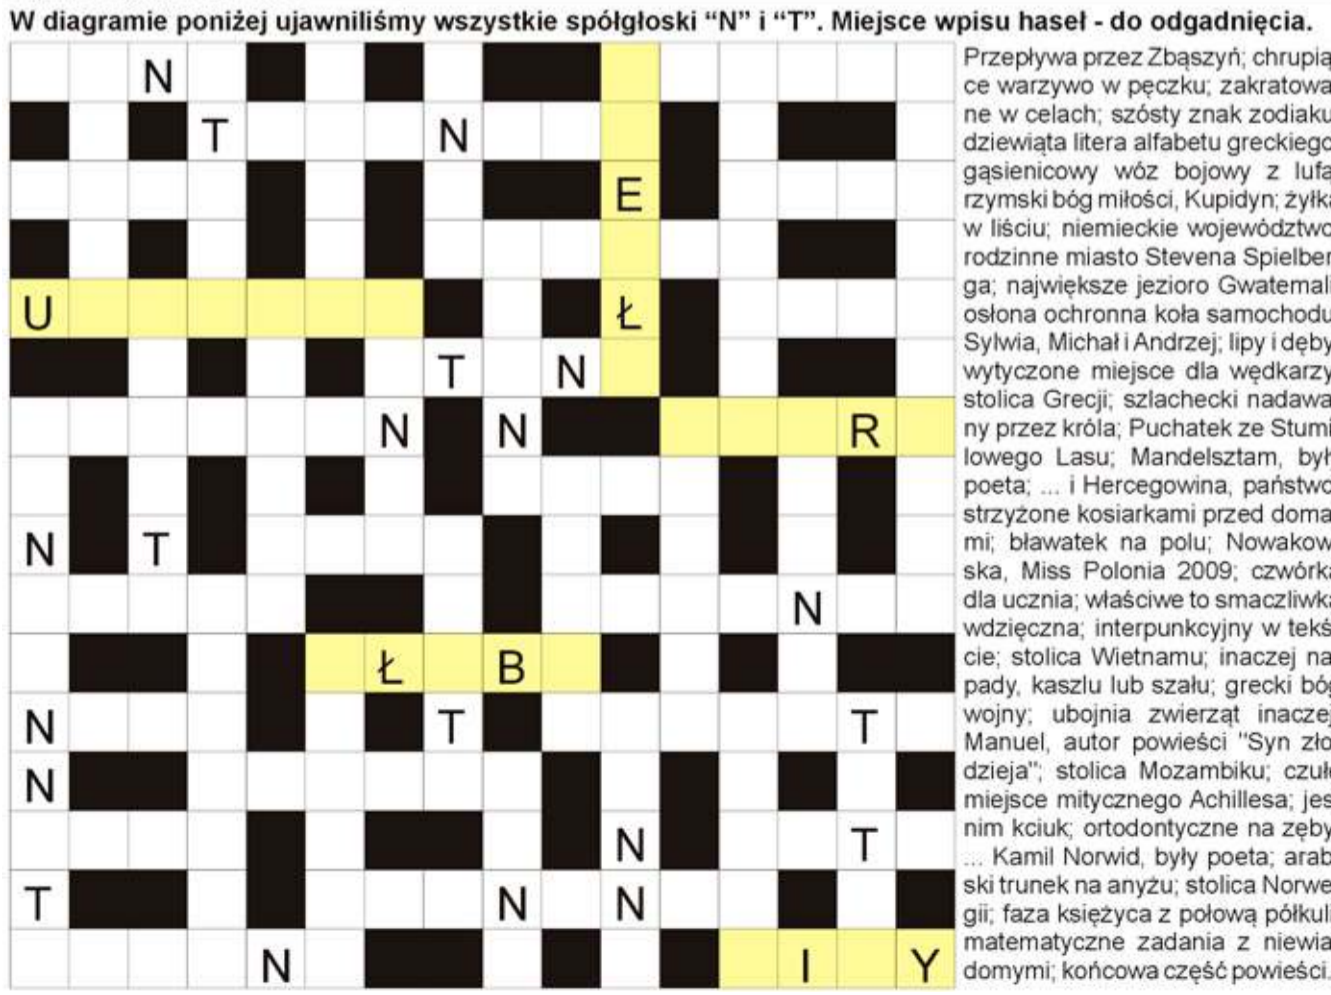 W diagramie poniżej ujawniliśmy wszystkie spółgłoski “N” i “T”. Miejsce wpisu haseł - do odgadnięcia.
N
T N
E
U Ł
T N
N N R
N T
N
Ł B
N T T
N
N T
T N N
N I Y
Przepływa przez Zbąszyń; chrupią
ce warzywo w pęczku; zakratowa
ne w celach; szósty znak zodiaku
dziewiąta litera alfabetu greckiego
gąsienicowy wóz bojowy z lufą
rzymski bóg miłości, Kupidyn; żyłka
w liściu; niemieckie województwo
rodzinne miasto Stevena Spielber
ga; największe jezioro Gwatemali
osłona ochronna koła samochodu
Sylwia, Michał i Andrzej; lipy i dęby
wytyczone miejsce dla wędkarzy
stolica Grecji; szlachecki nadawa
ny przez króla; Puchatek ze Stumi
lowego Lasu; Mandelsztam, był
poeta; ... i Hercegowina, państwo
strzyżone kosiarkami przed doma
mi; bławatek na polu; Nowakow
ska, Miss Polonia 2009; czwórka
dla ucznia; właściwe to smaczliwka
wdzięczna; interpunkcyjny w tekś
cie; stolica Wietnamu; inaczej na
pady, kaszlu lub szału; grecki bóg
wojny; ubojnia zwierząt inaczej
Manuel, autor powieści "Syn zło
dzieja"; stolica Mozambiku; czułe
miejsce mitycznego Achillesa; jes
nim kciuk; ortodontyczne na zęby
... Kamil Norwid, były poeta; arab
ski trunek na anyżu; stolica Norwe
gii; faza księżyca z połową półkuli
matematyczne zadania z niewia
domymi; końcowa część powieści.